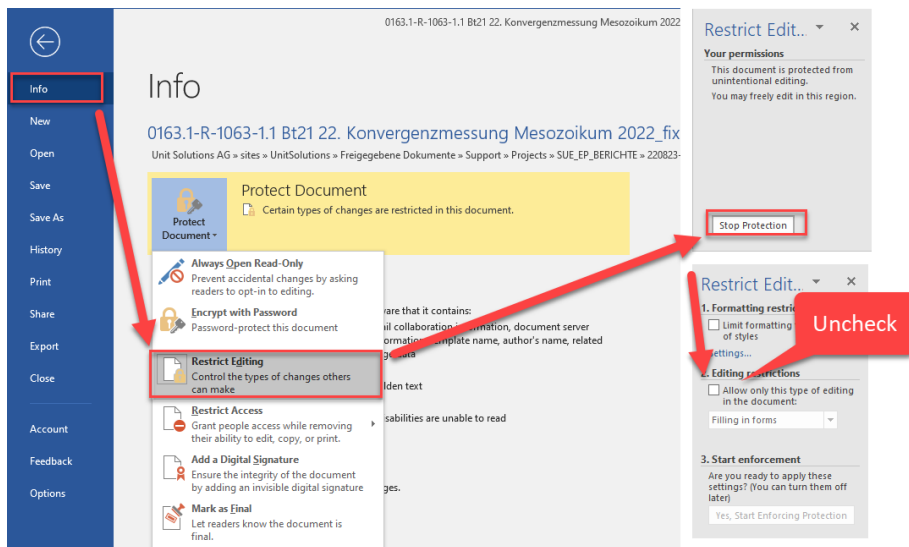 0163.1-R-1063-1.1 Bt21 22. Konvergenzmessung Mesozoikum 2022
Info
New
Open
Save
Save As
History
Print
Share
Export
Close
Account
Feedback
Options
Info
0163.1-R-1063-1.1 Bt21 22. Konvergenzmessung Mesozoikum 2022_fix
Unit Solutions AG » sites » UnitSolutions » Freigegebene Dokumente » Support » Projects » SUE_EP_BERICHTE » 220823-
Protect
Document
Protect Document
Certain types of changes are restricted in this document.
Always Open Read-Only
Prevent accidental changes by asking
readers to opt-in to editing.
Encrypt with Password
Password-protect this document
Restrict Editing
Control the types of changes others
can make
Restrict Access
Grant people access while removing
their ability to edit, copy, or print.
Add a Digital Signature
Ensure the integrity of the document
by adding an invisible digital signature
Mark as Final
Let readers know the document is
final.
are that it contains:
il collaboration information, document server
template name, author's name, related
data
dden text
sabilities are unable to read
ges.
Restrict Edit...
Your permissions
This document is protected from
unintentional editing.
You may freely edit in this region.
Stop Protection
Restrict Edit...
1. Formatting restric
Limit formatting
of styles
Settings...
Uncheck
2. Editing restrictions
Allow only this type of editing
in the document:
Filling in forms
3. Start enforcement
Are you ready to apply these
settings? (You can turn them off
later)
Yes, Start Enforcing Protection